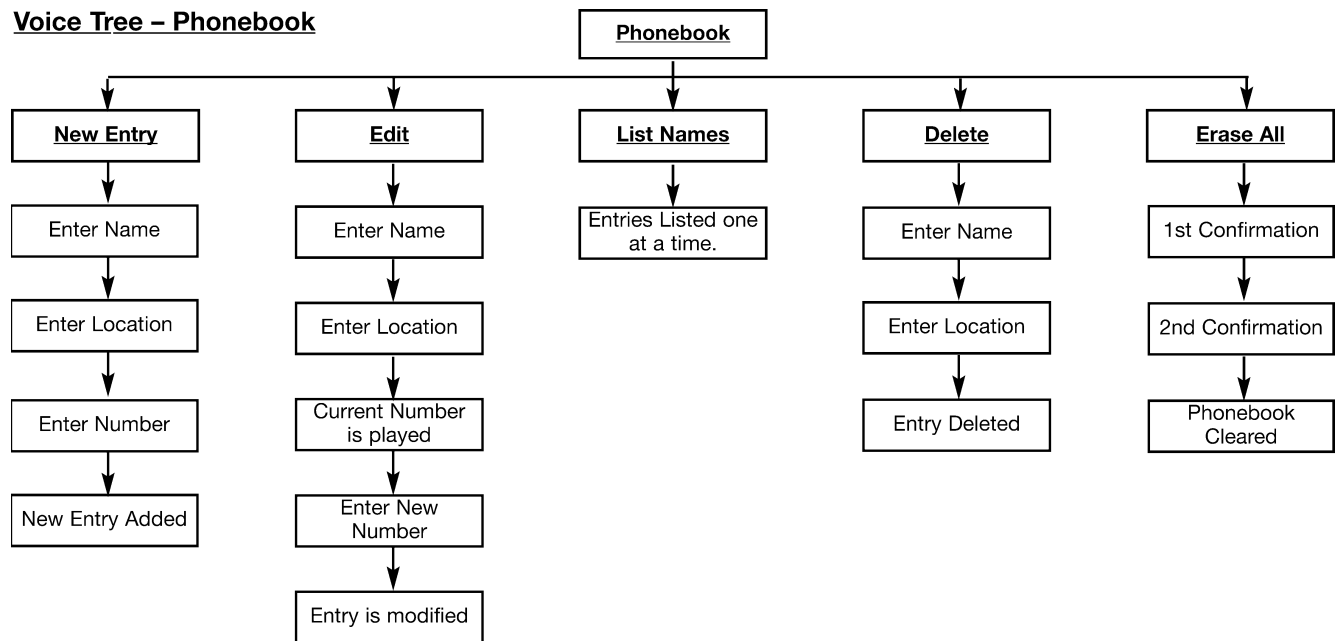 Voice Tree – Phonebook
Phonebook
New Entry
Edit
List Names
Delete
Erase All
Enter Name
Enter Name
Entries Listed one
at a time.
Enter Name
1st Confirmation
Enter Location
Enter Location
Enter Location
2nd Confirmation
Enter Number
Current Number
is played
Entry Deleted
Phonebook
Cleared
New Entry Added
Enter New
Number
Entry is modified